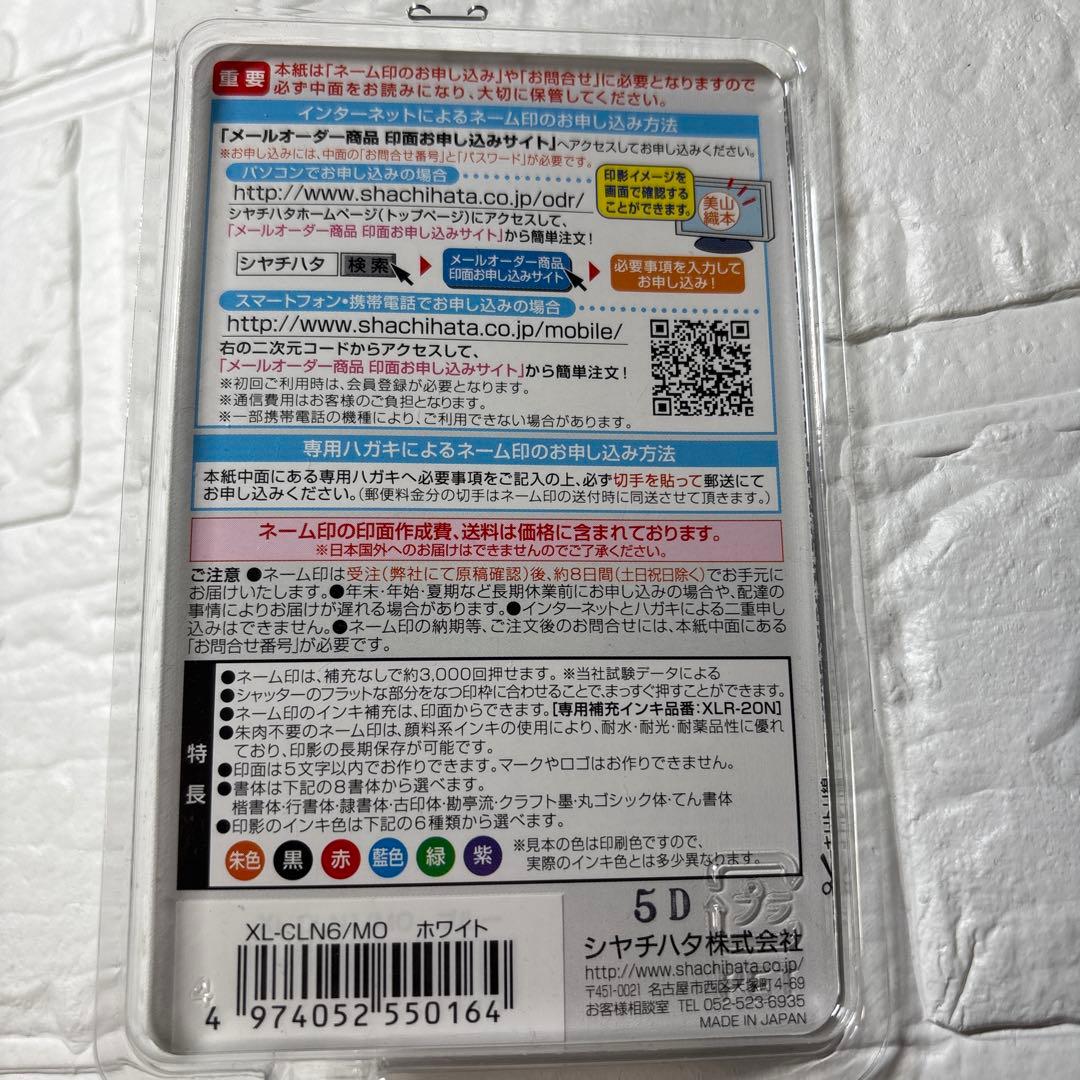 重要 本紙は「ネーム印のお申し込み」や「お問合せ」に必要となりますので
必ず中面をお読みになり、大切に保管してください。
インターネットによるネーム印のお申し込み方法
「メールオーダー商品 印面お申し込みサイト」へアクセスしてお申し込みください。
※お申し込みには、中面の「お問合せ番号」と「パスワード」が必要です。
パソコンでお申し込みの場合
http://www.shachihata.co.jp/odr/
シヤチハタホームページ(トップページ)にアクセスして、
「メールオーダー商品 印面お申し込みサイト」から簡単注文!
印影イメージを
画面で確認する
ことができます。
美山
織本
シヤチハタ 検索
メールオーダー商品
印面お申し込みサイト
必要事項を入力して
お申し込み!
スマートフォン・携帯電話でお申し込みの場合
http://www.shachihata.co.jp/mobile/
右の二次元コードからアクセスして、
「メールオーダー商品 印面お申し込みサイト」から簡単注文!
※初回ご利用時は、会員登録が必要となります。
※通信費用はお客様のご負担となります。
※一部携帯電話の機種により、ご利用できない場合があります。
専用ハガキによるネーム印のお申し込み方法
本紙中面にある専用ハガキへ必要事項をご記入の上、必ず切手を貼って郵送にて
お申し込みください。(郵便料金分の切手はネーム印の送付時に同送させて頂きます。)
ネーム印の印面作成費、送料は価格に含まれております。
※日本国外へのお届けはできませんのでご了承ください。
ご注意 ●ネーム印は受注(弊社にて原稿確認)後、約8日間(土日祝日除く)でお手元に
お届けいたします。●年末・年始・夏期など長期休業前にお申し込みの場合や、配達の
事情によりお届けが遅れる場合があります。●インターネットとハガキによる二重申し
込みはできません。●ネーム印の納期等、ご注文後のお問合せには、本紙中面にある
「お問合せ番号」が必要です。
特長
●ネーム印は、補充なしで約3,000回押せます。※当社試験データによる
●シャッターのフラットな部分をなつ印枠に合わせることで、まっすぐ押すことができます。
●ネーム印のインキ補充は、印面からできます。[専用補充インキ品番:XLR-20N]
●朱肉不要のネーム印は、顔料系インキの使用により、耐水・耐光・耐薬品性に優れ
ており、印影の長期保存が可能です。
●印面は5文字以内でお作りできます。マークやロゴはお作りできません。
●書体は下記の8書体から選べます。
楷書体・行書体・隷書体・古印体・勘亭流・クラフト墨・丸ゴシック体・てん書体
●印影のインキ色は下記の6種類から選べます。
朱色 黒 赤 藍色 緑 紫
※見本の色は印刷色ですので、
実際のインキ色とは多少異なります。
5D
プラ
PET
XL-CLN6/MO ホワイト
4 974052 550164
シヤチハタ株式会社
http://www.shachihata.co.jp/
〒451-0021 名古屋市西区天塚町4-69
お客様相談室 TEL 052-523-6935
MADE IN JAPAN